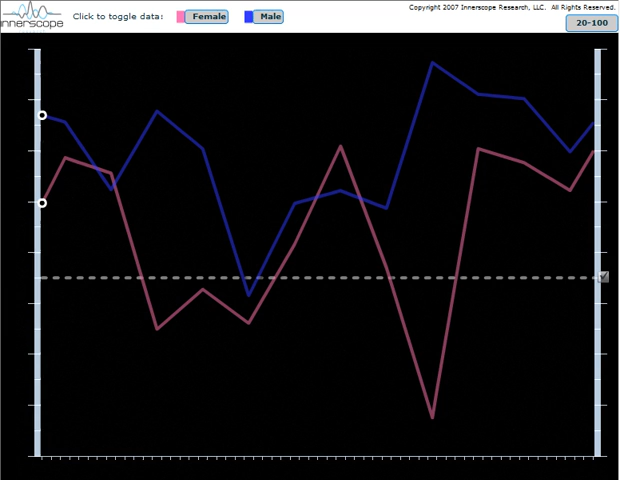 Copyright 2007 Innerscope Research, LLC. All Rights Reserved.
innerscope
Click to toggle data:
Female
Male
20-100